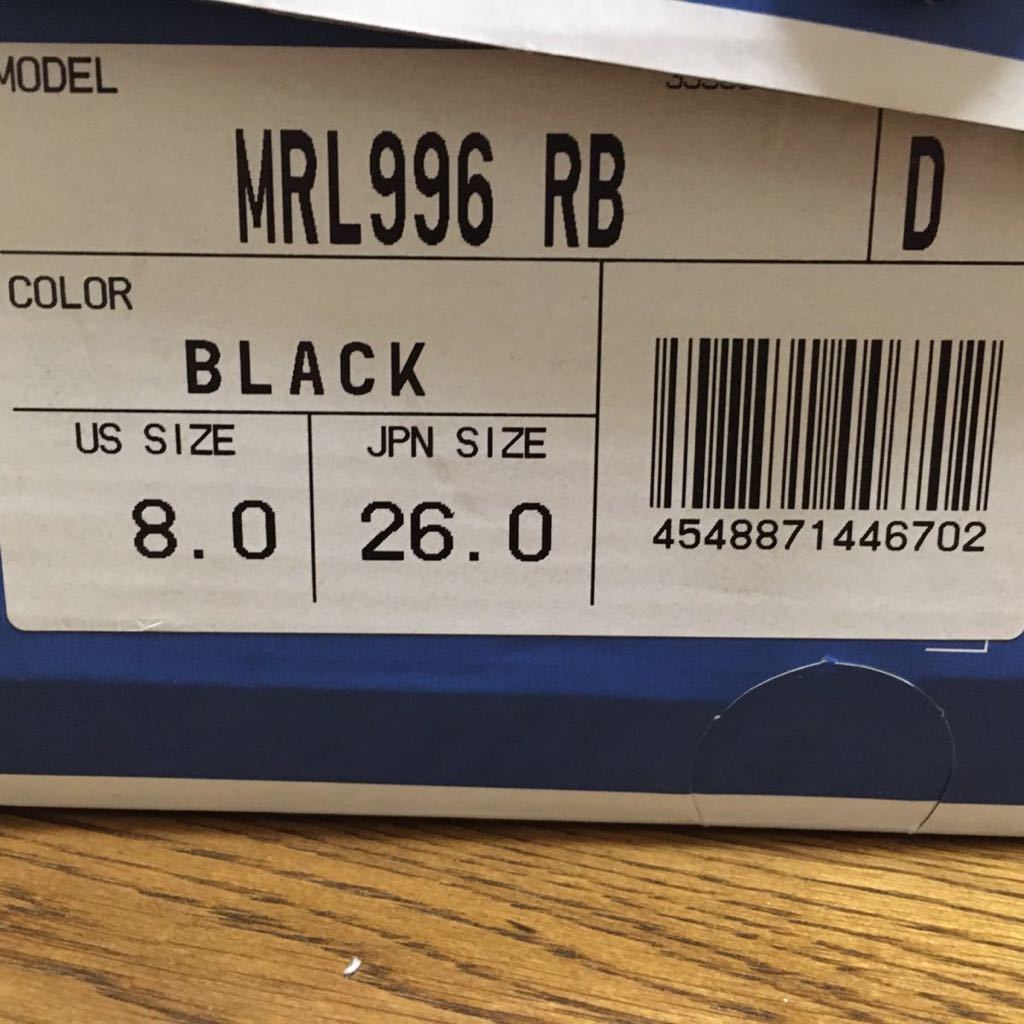 MODEL
MRL996 RB
D
COLOR
BLACK
US SIZE
JPN SIZE
8.0
26.0
4548871446702